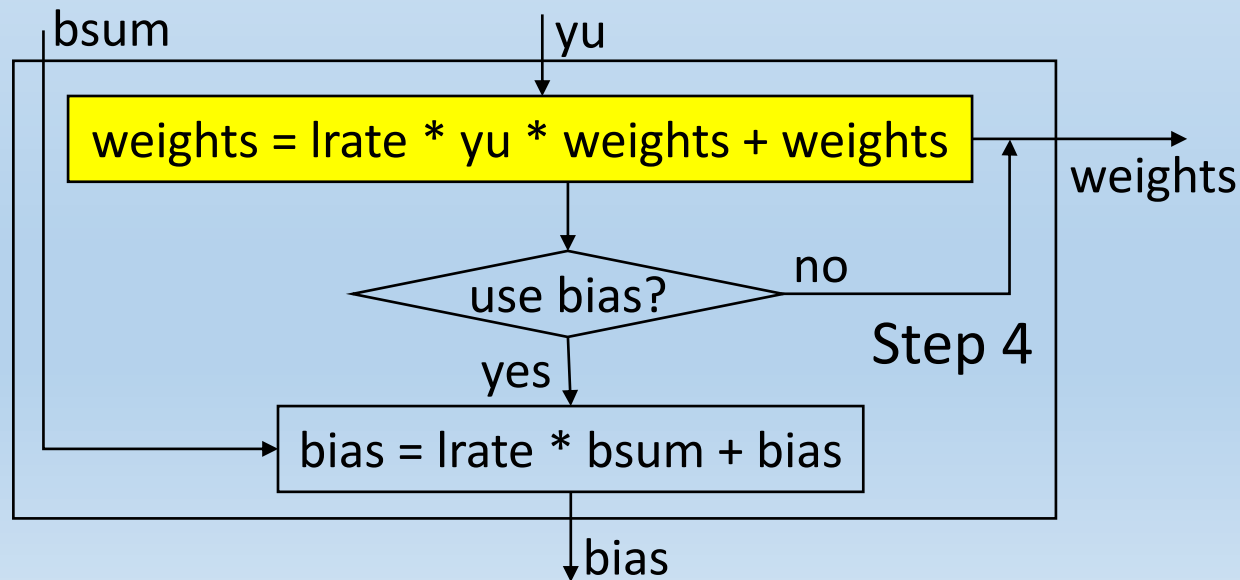 bsum
yu
weights = lrate * yu * weights + weights
weights
use bias?
no
Step 4
yes
bias = lrate * bsum + bias
bias